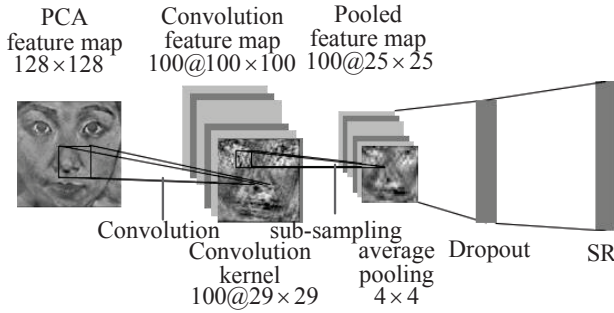 PCA
feature map
128×128
Convolution
feature map
100@100×100
Pooled
feature map
100@25×25
Convolution
sub-sampling
Convolution
kernel
100@29×29
average
pooling
4×4
Dropout
SR